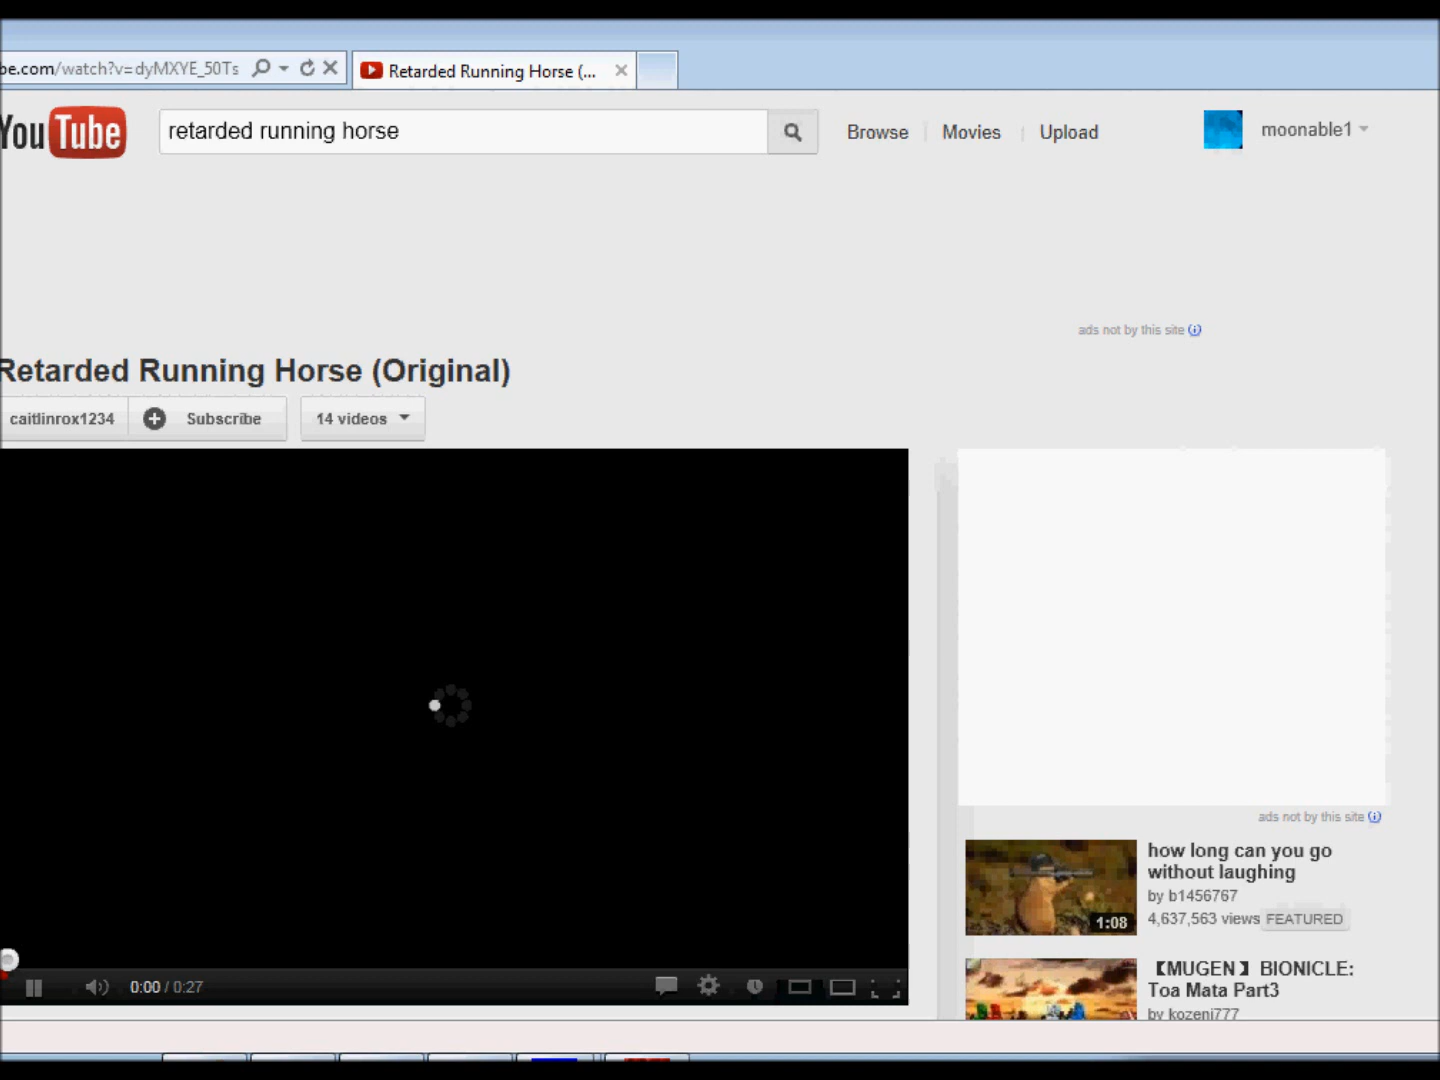 be.com/watch?v=dyMXYE_50Ts
Retarded Running Horse (...
YouTube
retarded running horse
Browse
Movies
Upload
moonable1
ads not by this site
Retarded Running Horse (Original)
caitlinrox1234
Subscribe
14 videos
0:00 / 0:27
ads not by this site
how long can you go
without laughing
by b1456767
4,637,563 views FEATURED
1:08
【MUGEN】 BIONICLE:
Toa Mata Part3
by kozeni777